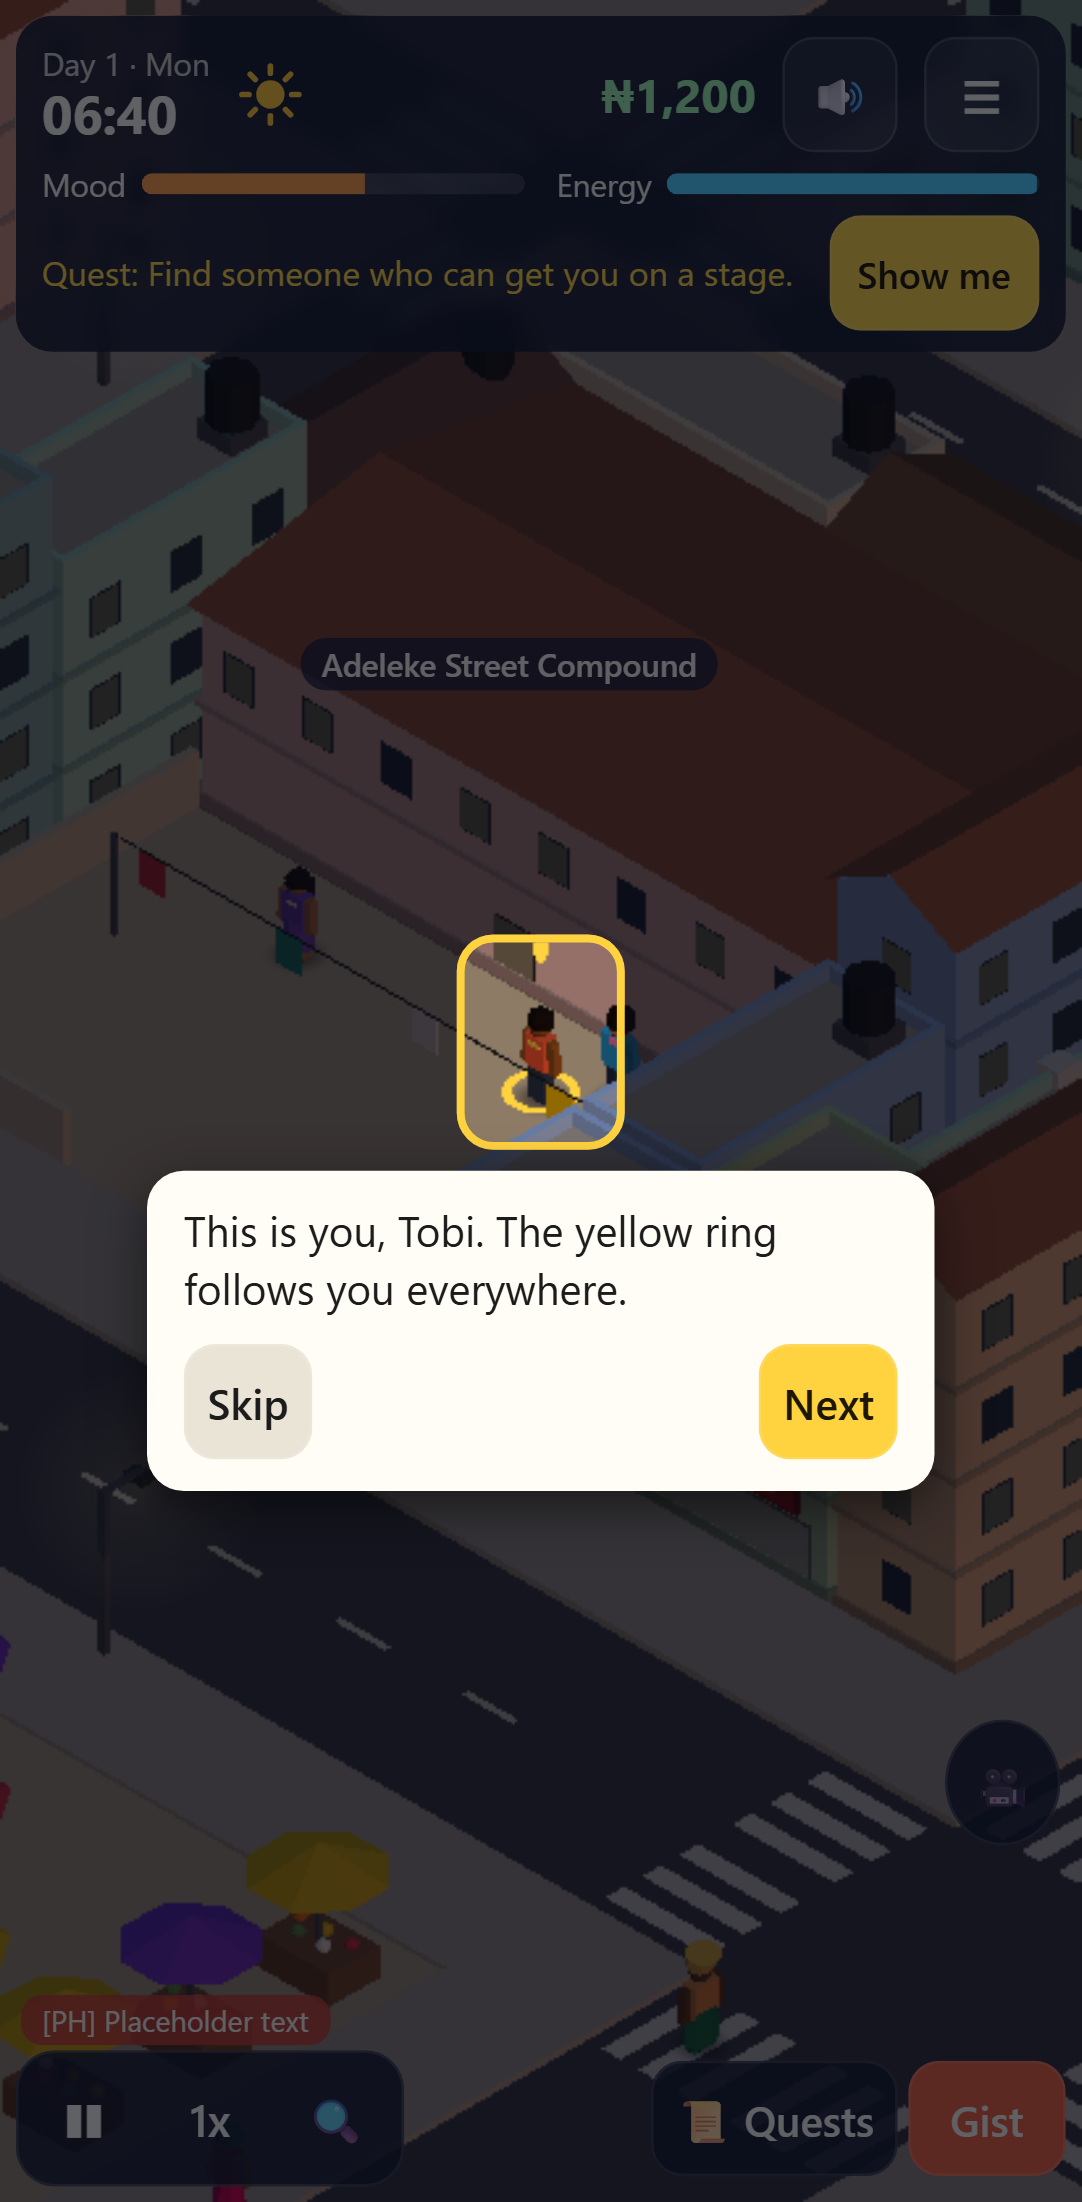 Day 1 · Mon
06:40
₦1,200
Mood
Energy
Quest: Find someone who can get you on a stage.
Show me
Adeleke Street Compound
This is you, Tobi. The yellow ring
follows you everywhere.
Skip
Next
[PH] Placeholder text
1x
Quests
Gist